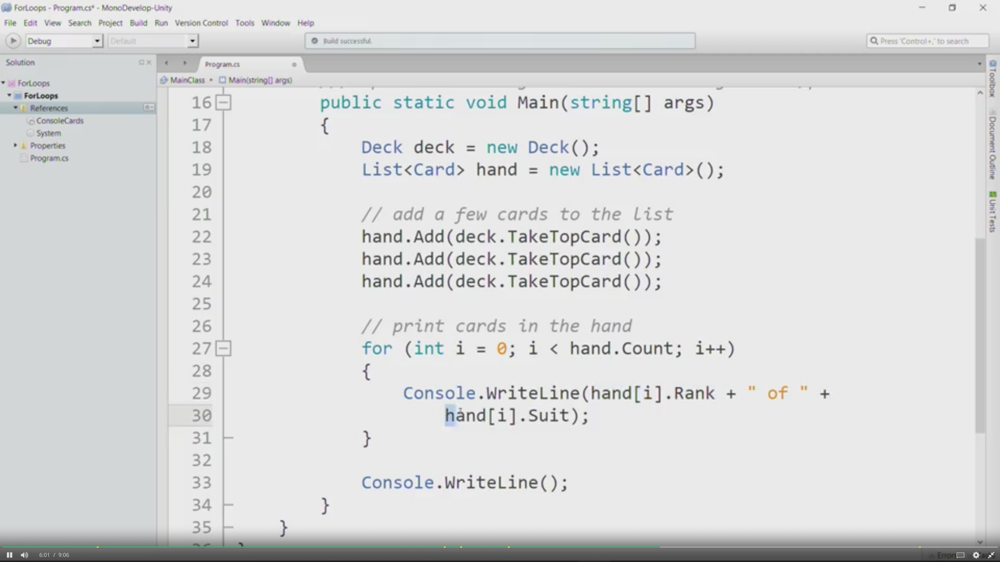 ForLoops - Program.cs* - MonoDevelop-Unity
File Edit View Search Project Build Run Version Control Tools Window Help
Debug Default Build successful. Press 'Control+,' to search
Solution Program.cs
MainClass Main(string[] args)
ForLoops
ForLoops
References
ConsoleCards
System
Properties
Program.cs
16 public static void Main(string[] args)
17 {
18 Deck deck = new Deck();
19 List<Card> hand = new List<Card>();
20
21 // add a few cards to the list
22 hand.Add(deck.TakeTopCard());
23 hand.Add(deck.TakeTopCard());
24 hand.Add(deck.TakeTopCard());
25
26 // print cards in the hand
27 for (int i = 0; i < hand.Count; i++)
28 {
29 Console.WriteLine(hand[i].Rank + " of " +
30 hand[i].Suit);
31 }
32
33 Console.WriteLine();
34 }
35 }
Toolbox
Document Outline
Unit Tests
6:01 / 9:06